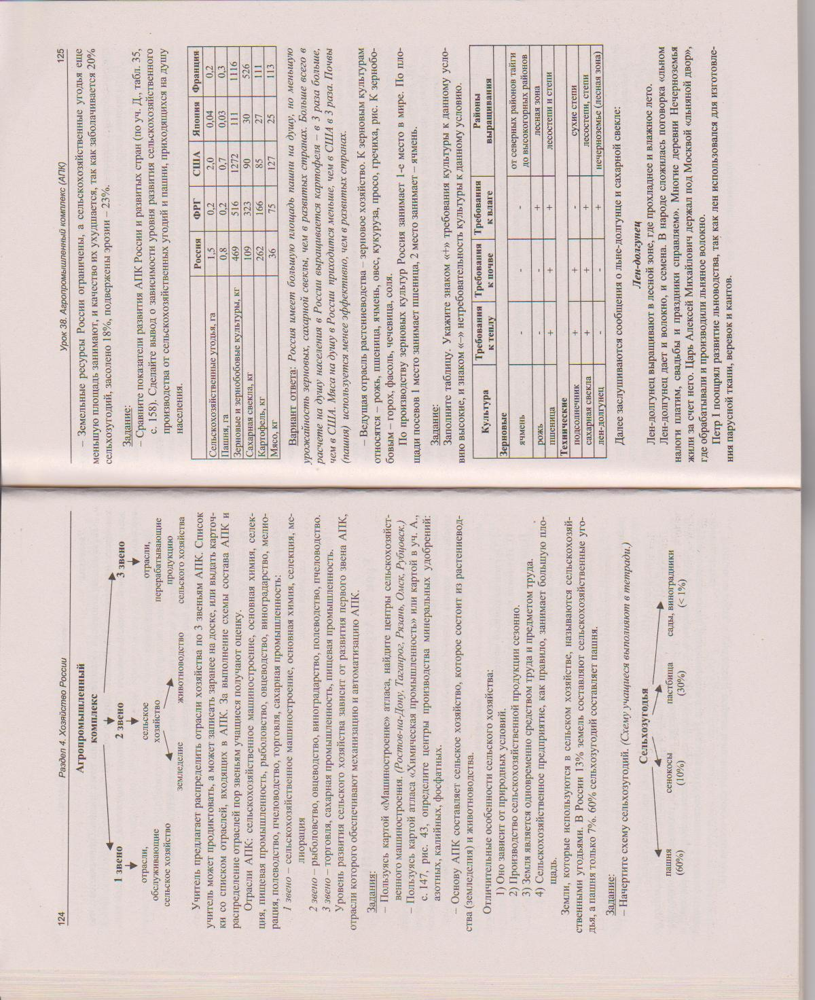 124
Раздел 4. Хозяйство России
Агропромышленный
комплекс
1 звено
2 звено
3 звено
отрасли,
обслуживающие
сельское хозяйство
сельское
хозяйство
отрасли,
перерабатывающие
продукцию
сельского хозяйства
земледелие
животноводство
Учитель предлагает распределить отрасли хозяйства по 3 звеньям АПК. Список
учитель может продиктовать, а может записать заранее на доске, или выдать карточ-
ки со списком отраслей, входящих в АПК. За выполнение схемы состава АПК и
распределение отраслей пор звеньям учащиеся получают оценку.
Отрасли АПК: сельскохозяйственное машиностроение, основная химия, селек-
ция, пищевая промышленность, рыболовство, овцеводство, виноградарство, мелио-
рация, полеводство, пчеловодство, торговля, сахарная промышленность:
1 звено – сельскохозяйственное машиностроение, основная химия, селекция, ме-
лиорация
2 звено – рыболовство, овцеводство, виноградарство, полеводство, пчеловодство.
3 звено – торговля, сахарная промышленность, пищевая промышленность.
Уровень развития сельского хозяйства зависит от развития первого звена АПК,
отрасли которого обеспечивают механизацию и автоматизацию АПК.
Задания:
– Пользуясь картой «Машиностроение» атласа, найдите центры сельскохозяйст-
венного машиностроения. (Ростов-на-Дону, Таганрог, Рязань, Омск, Рубцовск.)
– Пользуясь картой атласа «Химическая промышленность» или картой в уч. А.,
с. 147, рис. 43, определите центры производства минеральных удобрений:
азотных, калийных, фосфатных.
– Основу АПК составляет сельское хозяйство, которое состоит из растениевод-
ства (земледелия) и животноводства.
Отличительные особенности сельского хозяйства:
1) Оно зависит от природных условий.
2) Производство сельскохозяйственной продукции сезонно.
3) Земля является одновременно средством труда и предметом труда.
4) Сельскохозяйственное предприятие, как правило, занимает большую пло-
щадь.
Земли, которые используются в сельском хозяйстве, называются сельскохозяй-
ственными угодьями. В России 13% земель составляют сельскохозяйственные уго-
дья, а пашня только 7%. 60% сельхозугодий составляет пашня.
Задание:
– Начертите схему сельхозугодий. (Схему учащиеся выполняют в тетради.)
Сельхозугодья
пашня
(60%)
сенокосы
(10%)
пастбища
(30%)
сады, виноградники
(< 1%)
Урок 38. Агропромышленный комплекс (АПК)
125
– Земельные ресурсы России ограничены, а сельскохозяйственные угодья еще
меньшую площадь занимают, и качество их ухудшается, так как заболачивается 20%
сельхозугодий, засолено 18%, подвержены эрозии – 23%.
Задание:
– Сравните показатели развития АПК России и развитых стран (по уч. Д., табл. 35,
с. 158). Сделайте вывод о зависимости уровня развития сельскохозяйственного
производства от сельскохозяйственных угодий и пашни, приходящихся на душу
населения.
Россия ФРГ США Япония Франция
Сельскохозяйственные угодья, га 1,5 0,2 2,0 0,04 0,2
Пашня, га 0,8 0,2 0,7 0,03 0,3
Зерновые и зернобобовые культуры, кг 469 516 1272 111 1116
Сахарная свекла, кг 109 323 90 30 526
Картофель, кг 262 166 85 27 111
Мясо, кг 36 75 127 25 113
Вариант ответа: Россия имеет большую площадь пашни на душу, но меньшую
урожайность зерновых, сахарной свеклы, чем в развитых странах. Больше всего в
расчете на душу населения в России выращивается картофеля – в 3 раза больше,
чем в США. Мяса на душу в России приходится меньше, чем в США в 3 раза. Почвы
(пашня) используется менее эффективно, чем в развитых странах.
– Ведущая отрасль растениеводства – зерновое хозяйство. К зерновым культурам
относятся – рожь, пшеница, ячмень, овес, кукуруза, просо, гречиха, рис. К зернобо-
бовым – горох, фасоль, чечевица, соля.
По производству зерновых культур Россия занимает 1-е место в мире. По пло-
щади посевов 1 место занимает пшеница, 2 место занимает – ячмень.
Задание:
Заполните таблицу. Укажите знаком «+» требования культуры к данному усло-
вию высокие, и знаком «–» нетребовательность культуры к данному условию.
Культура Требования к теплу Требования к почве Требования к влаге Районы выращивания
Зерновые
ячмень - - - от северных районов тайги до высокогорных районов
рожь - - + лесная зона
пшеница + + + лесостепи и степи
Технические
подсолнечник + + - сухие степи
сахарная свекла + + + лесостепи, степи
лен-долгунец - - + нечерноземье (лесная зона)
Далее заслушиваются сообщения о льне-долгунце и сахарной свекле:
Лен-долгунец
Лен-долгунец выращивают в лесной зоне, где прохладнее и влажное лето.
Лен-долгунец дает и волокно, и семена. В народе сложилась поговорка «льном
налоги платим, свадьбы и праздники справляем». Многие деревни Нечерноземья
жили за счет него. Царь Алексей Михайлович держал под Москвой «льняной двор»,
где обрабатывали и производили льняное волокно.
Петр I поощрял развитие льноводства, так как лен использовался для изготовле-
ния парусной ткани, веревок и кантов.